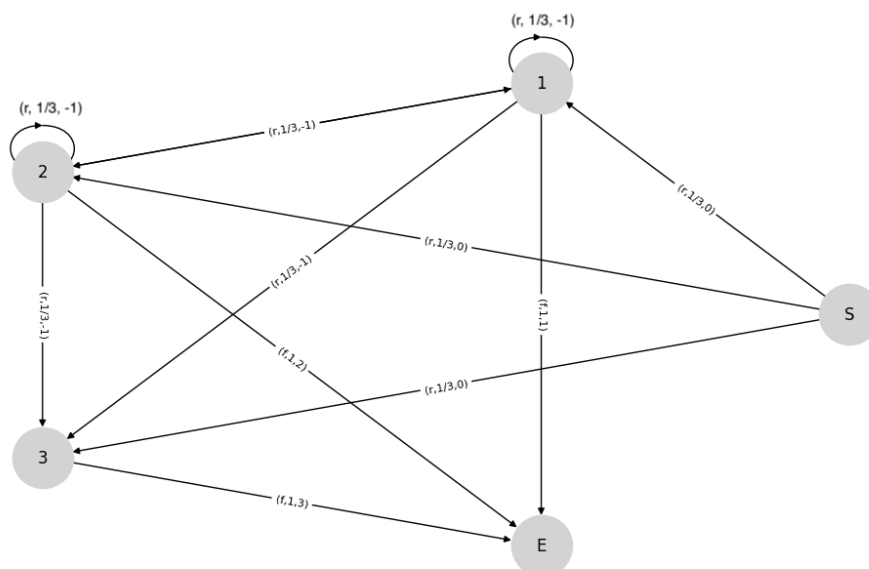 (r, 1/3, -1)
1
(r, 1/3, -1)
(r,1/3,-1)
2
(r,1/3,0)
(r,1/3,0)
(r,1/3,-1)
(r,1/3,-1)
(f,1,1)
S
(f,1,2)
(r,1/3,0)
3
(f,1,3)
E